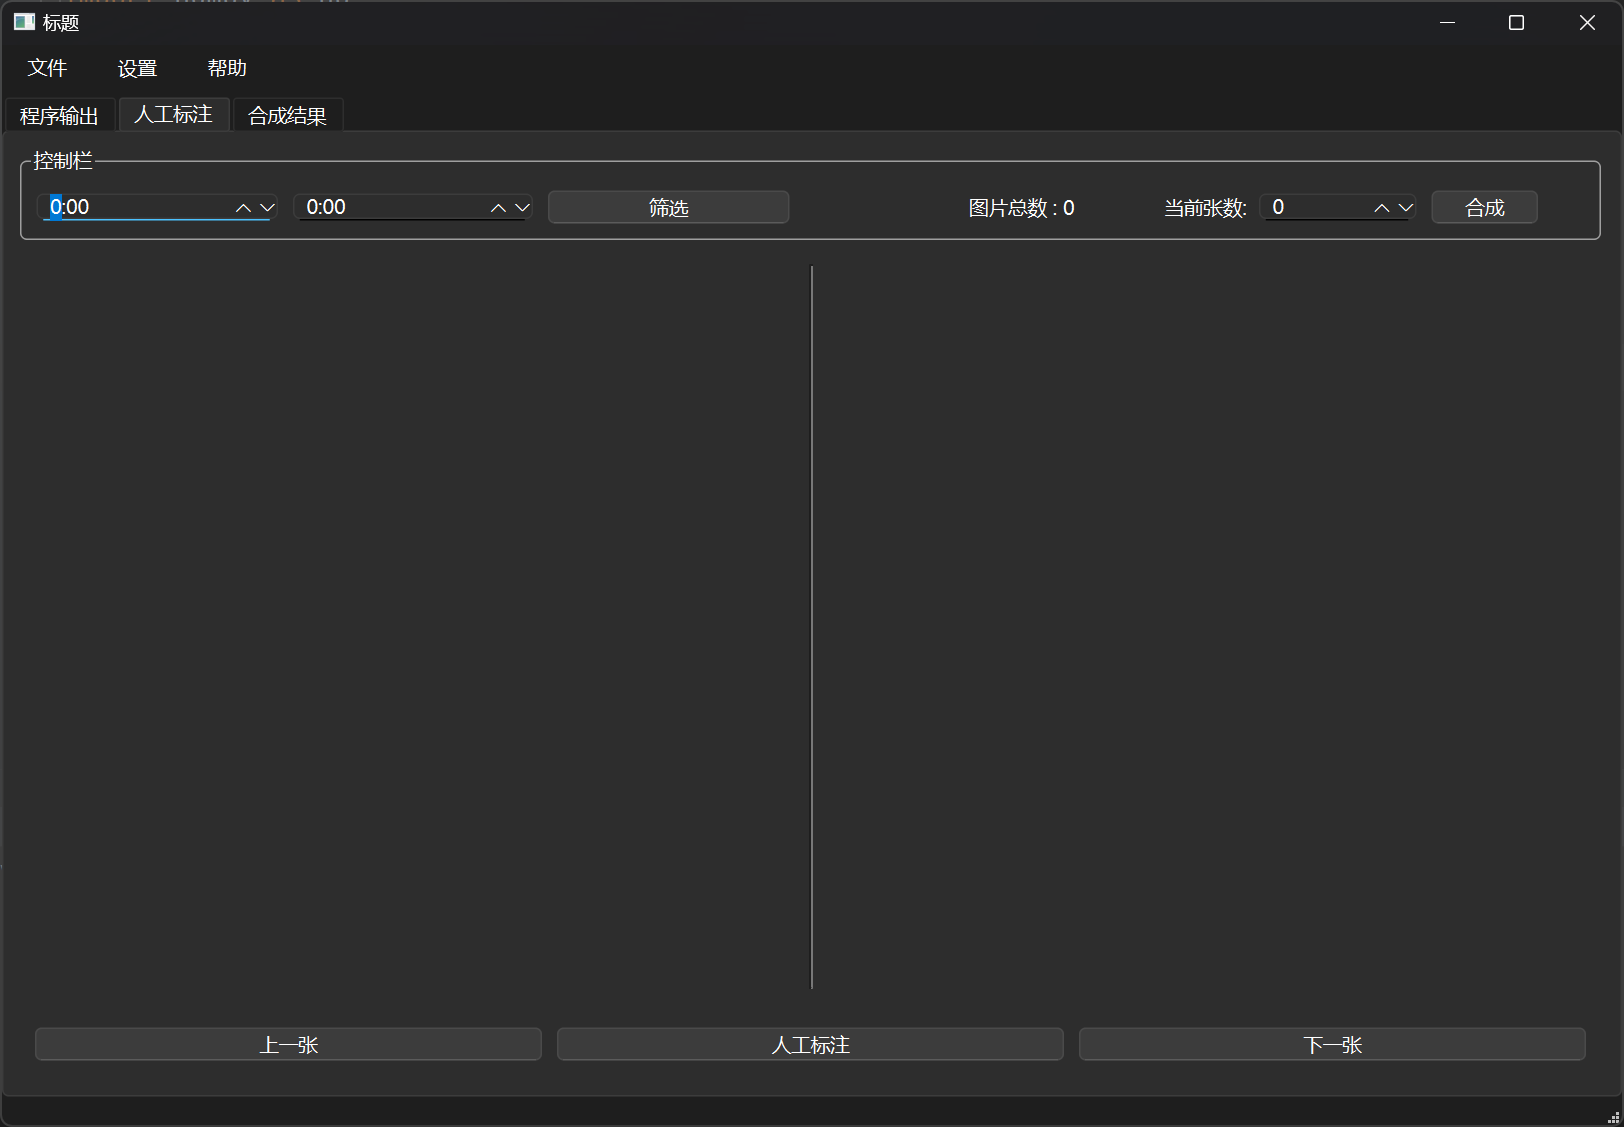 标题
文件 设置 帮助
程序输出 人工标注 合成结果
控制栏
0:00 0:00 筛选 图片总数 : 0 当前张数: 0 合成
上一张 人工标注 下一张